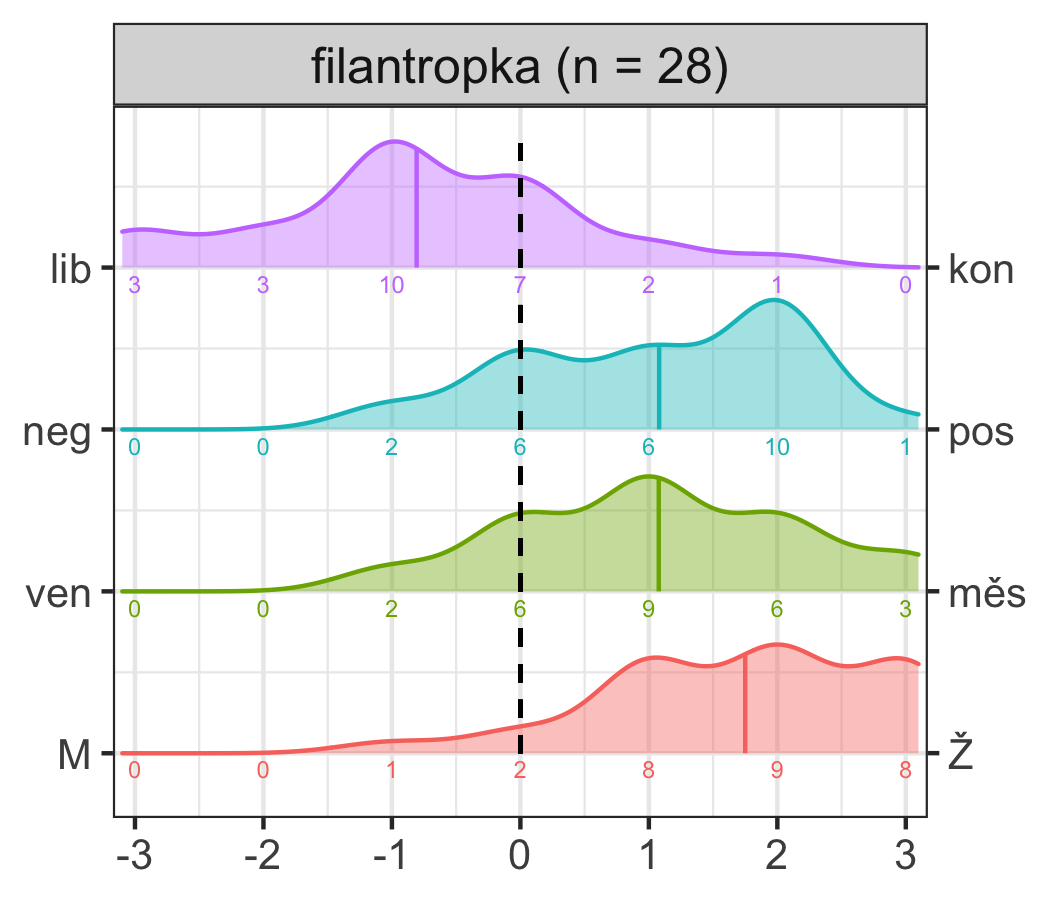 filantropka (n = 28)
lib kon
3 3 10 7 2 1 0
neg pos
0 0 2 6 6 10 1
ven měs
0 0 2 6 9 6 3
M Ž
0 0 1 2 8 9 8
-3 -2 -1 0 1 2 3